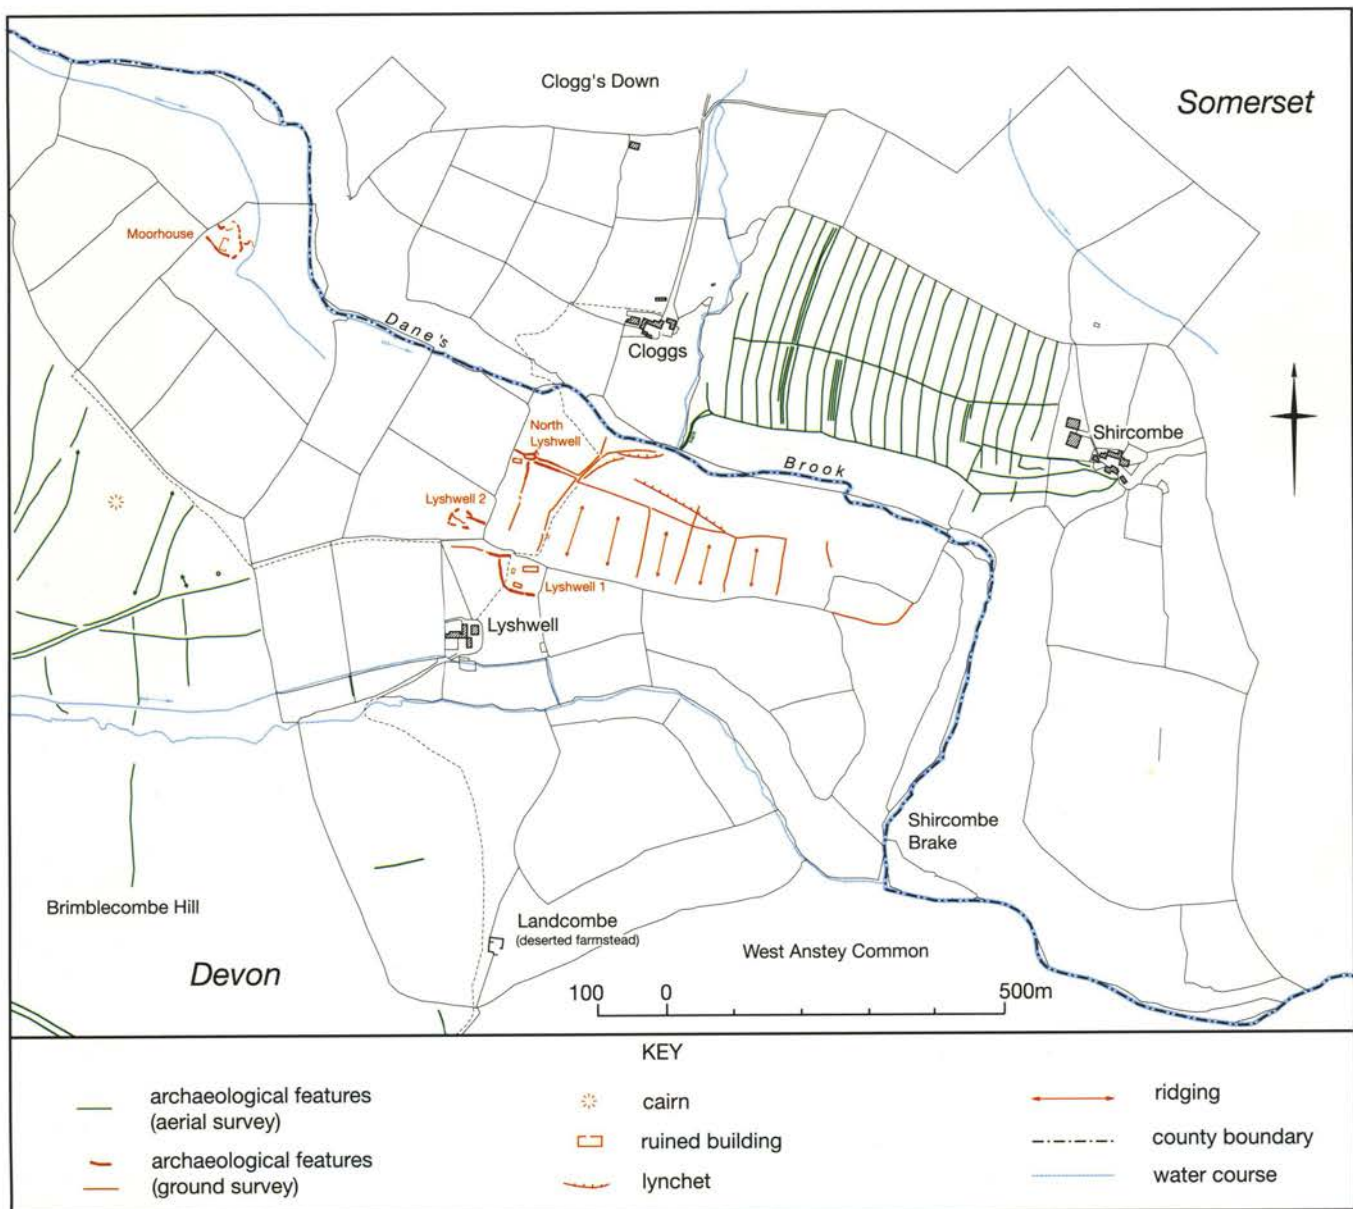 Clogg's Down
Somerset
Moorhouse
Dane's
Cloggs
North
Lyshwell
Shircombe
Brook
Lyshwell 2
Lyshwell 1
Lyshwell
Shircombe
Brake
Brimblecombe Hill
Landcombe
(deserted farmstead)
West Anstey Common
Devon
100 0 500m
KEY
archaeological features
(aerial survey)
archaeological features
(ground survey)
cairn
ruined building
lynchet
ridging
county boundary
water course